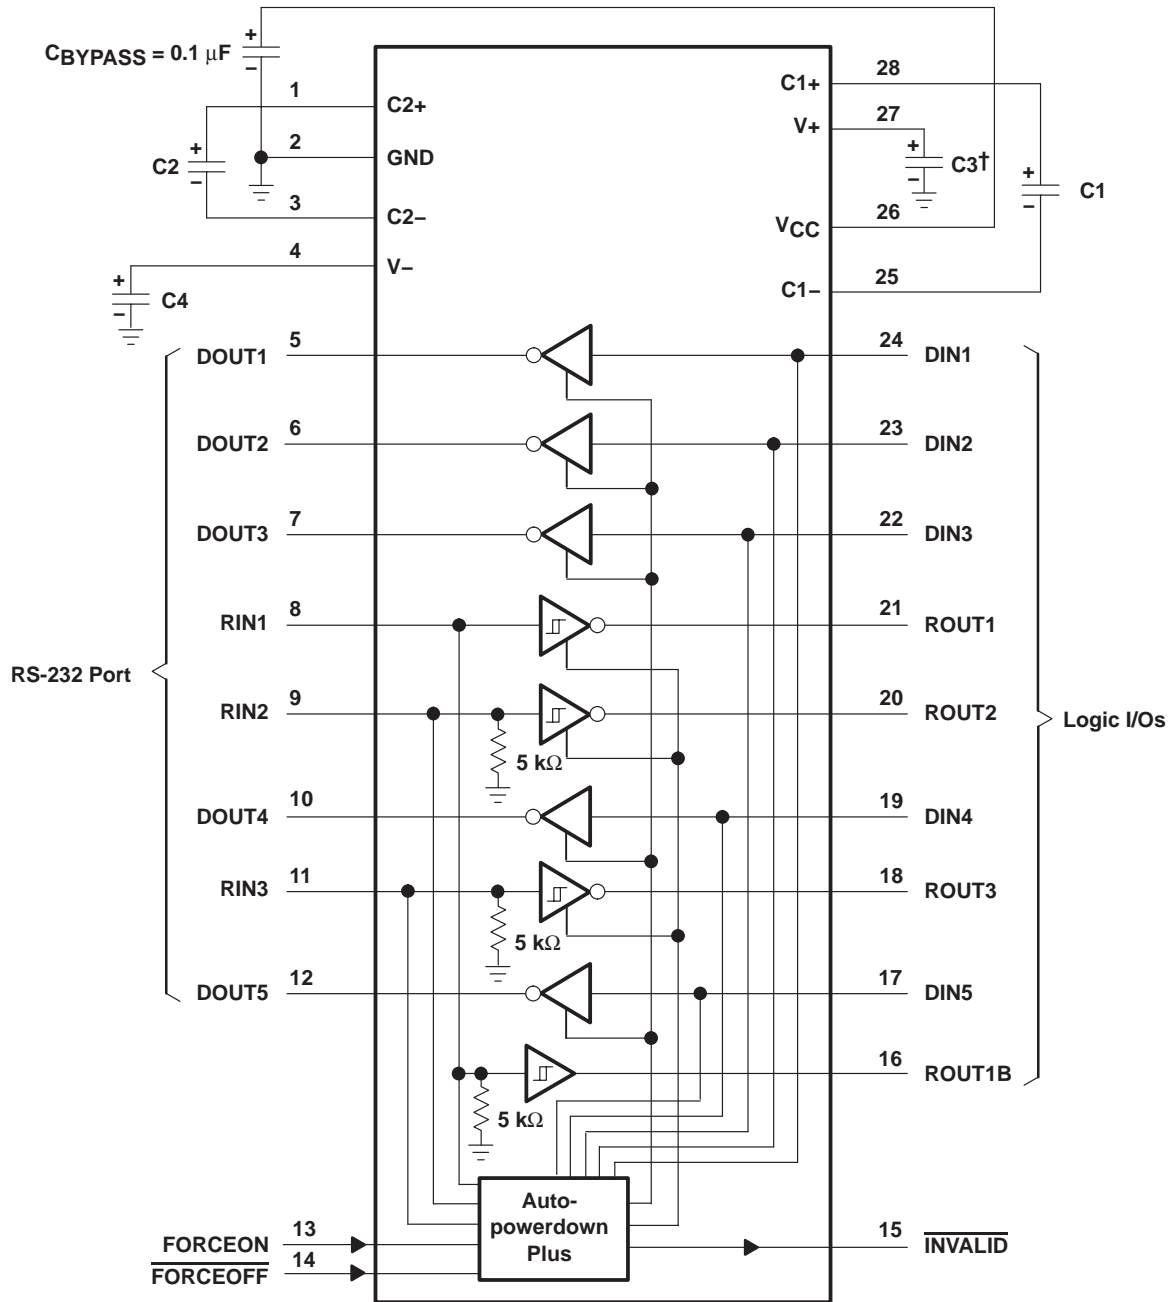 CBYPASS = 0.1 μF
+
−
1
C2+
C2
+
−
2
GND
3
C2−
4
V−
+
−
C4
28
C1+
27
V+
+
−
C3†
26
VCC
+
−
C1
25
C1−
RS-232 Port
DOUT1
5
24
DIN1
DOUT2
6
23
DIN2
DOUT3
7
22
DIN3
RIN1
8
21
ROUT1
RIN2
9
20
ROUT2
5 kΩ
DOUT4
10
19
DIN4
RIN3
11
18
ROUT3
5 kΩ
DOUT5
12
17
DIN5
16
ROUT1B
5 kΩ
Logic I/Os
Auto-
powerdown
Plus
FORCEON
13
FORCEOFF
14
15
INVALID